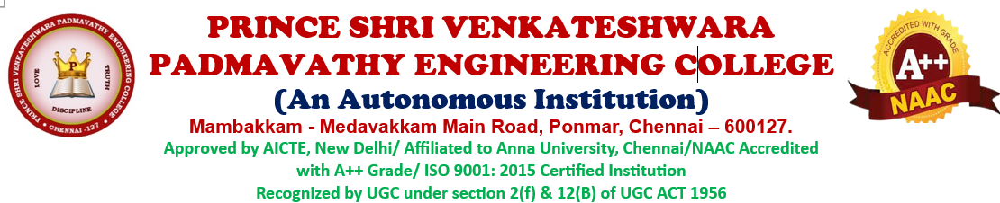 PRINCE SHRI VENKATESHWARA
PADMAVATHY ENGINEERING COLLEGE
(An Autonomous Institution)
Mambakkam - Medavakkam Main Road, Ponmar, Chennai – 600127.
Approved by AICTE, New Delhi/ Affiliated to Anna University, Chennai/NAAC Accredited
with A++ Grade/ ISO 9001: 2015 Certified Institution
Recognized by UGC under section 2(f) & 12(B) of UGC ACT 1956
PRINCE SHRI VENKATESHWARA PADMAVATHY ENGINEERING COLLEGE
CHENNAI -127
P
LOVE
TRUTH
DISCIPLINE
ACCREDITED WITH GRADE
A++
NAAC